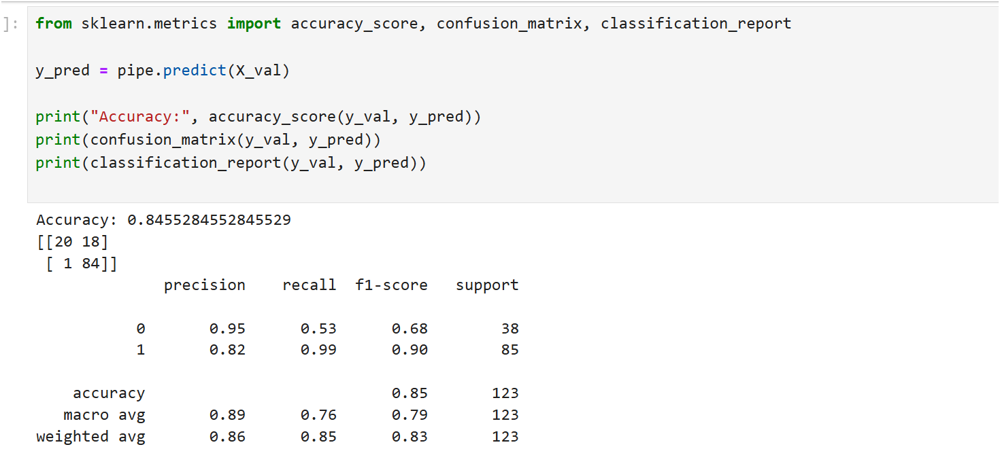 ]: from sklearn.metrics import accuracy_score, confusion_matrix, classification_report
y_pred = pipe.predict(X_val)
print("Accuracy:", accuracy_score(y_val, y_pred))
print(confusion_matrix(y_val, y_pred))
print(classification_report(y_val, y_pred))
Accuracy: 0.8455284552845529
[[20 18]
 [ 1 84]]
              precision    recall  f1-score   support
           0       0.95      0.53      0.68        38
           1       0.82      0.99      0.90        85
    accuracy                           0.85       123
   macro avg       0.89      0.76      0.79       123
weighted avg       0.86      0.85      0.83       123